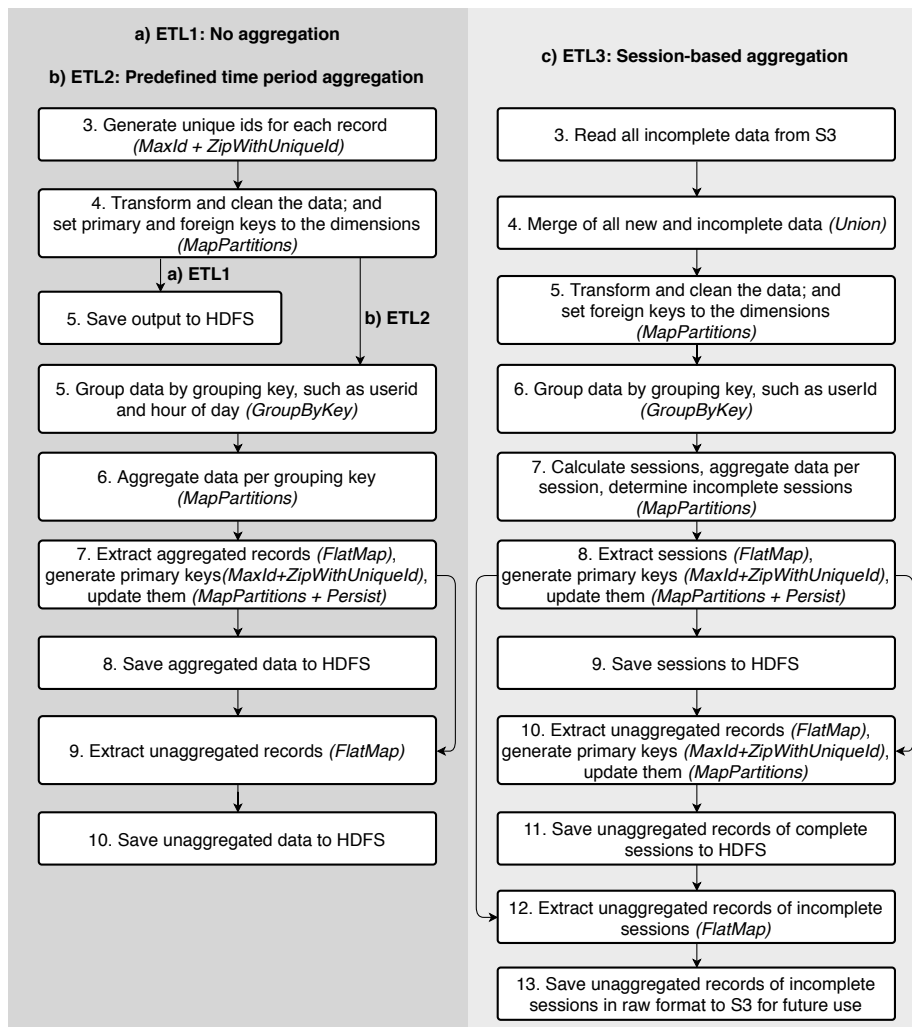 a) ETL1: No aggregation
b) ETL2: Predefined time period aggregation
3. Generate unique ids for each record
(MaxId + ZipWithUniqueId)
4. Transform and clean the data; and
set primary and foreign keys to the dimensions
(MapPartitions)
a) ETL1
5. Save output to HDFS
b) ETL2
5. Group data by grouping key, such as userid
and hour of day (GroupByKey)
6. Aggregate data per grouping key
(MapPartitions)
7. Extract aggregated records (FlatMap),
generate primary keys(MaxId+ZipWithUniqueId),
update them (MapPartitions + Persist)
8. Save aggregated data to HDFS
9. Extract unaggregated records (FlatMap)
10. Save unaggregated data to HDFS
c) ETL3: Session-based aggregation
3. Read all incomplete data from S3
4. Merge of all new and incomplete data (Union)
5. Transform and clean the data; and
set foreign keys to the dimensions
(MapPartitions)
6. Group data by grouping key, such as userId
(GroupByKey)
7. Calculate sessions, aggregate data per
session, determine incomplete sessions
(MapPartitions)
8. Extract sessions (FlatMap),
generate primary keys (MaxId+ZipWithUniqueId),
update them (MapPartitions + Persist)
9. Save sessions to HDFS
10. Extract unaggregated records (FlatMap),
generate primary keys (MaxId+ZipWithUniqueId),
update them (MapPartitions)
11. Save unaggregated records of complete
sessions to HDFS
12. Extract unaggregated records of incomplete
sessions (FlatMap)
13. Save unaggregated records of incomplete
sessions in raw format to S3 for future use